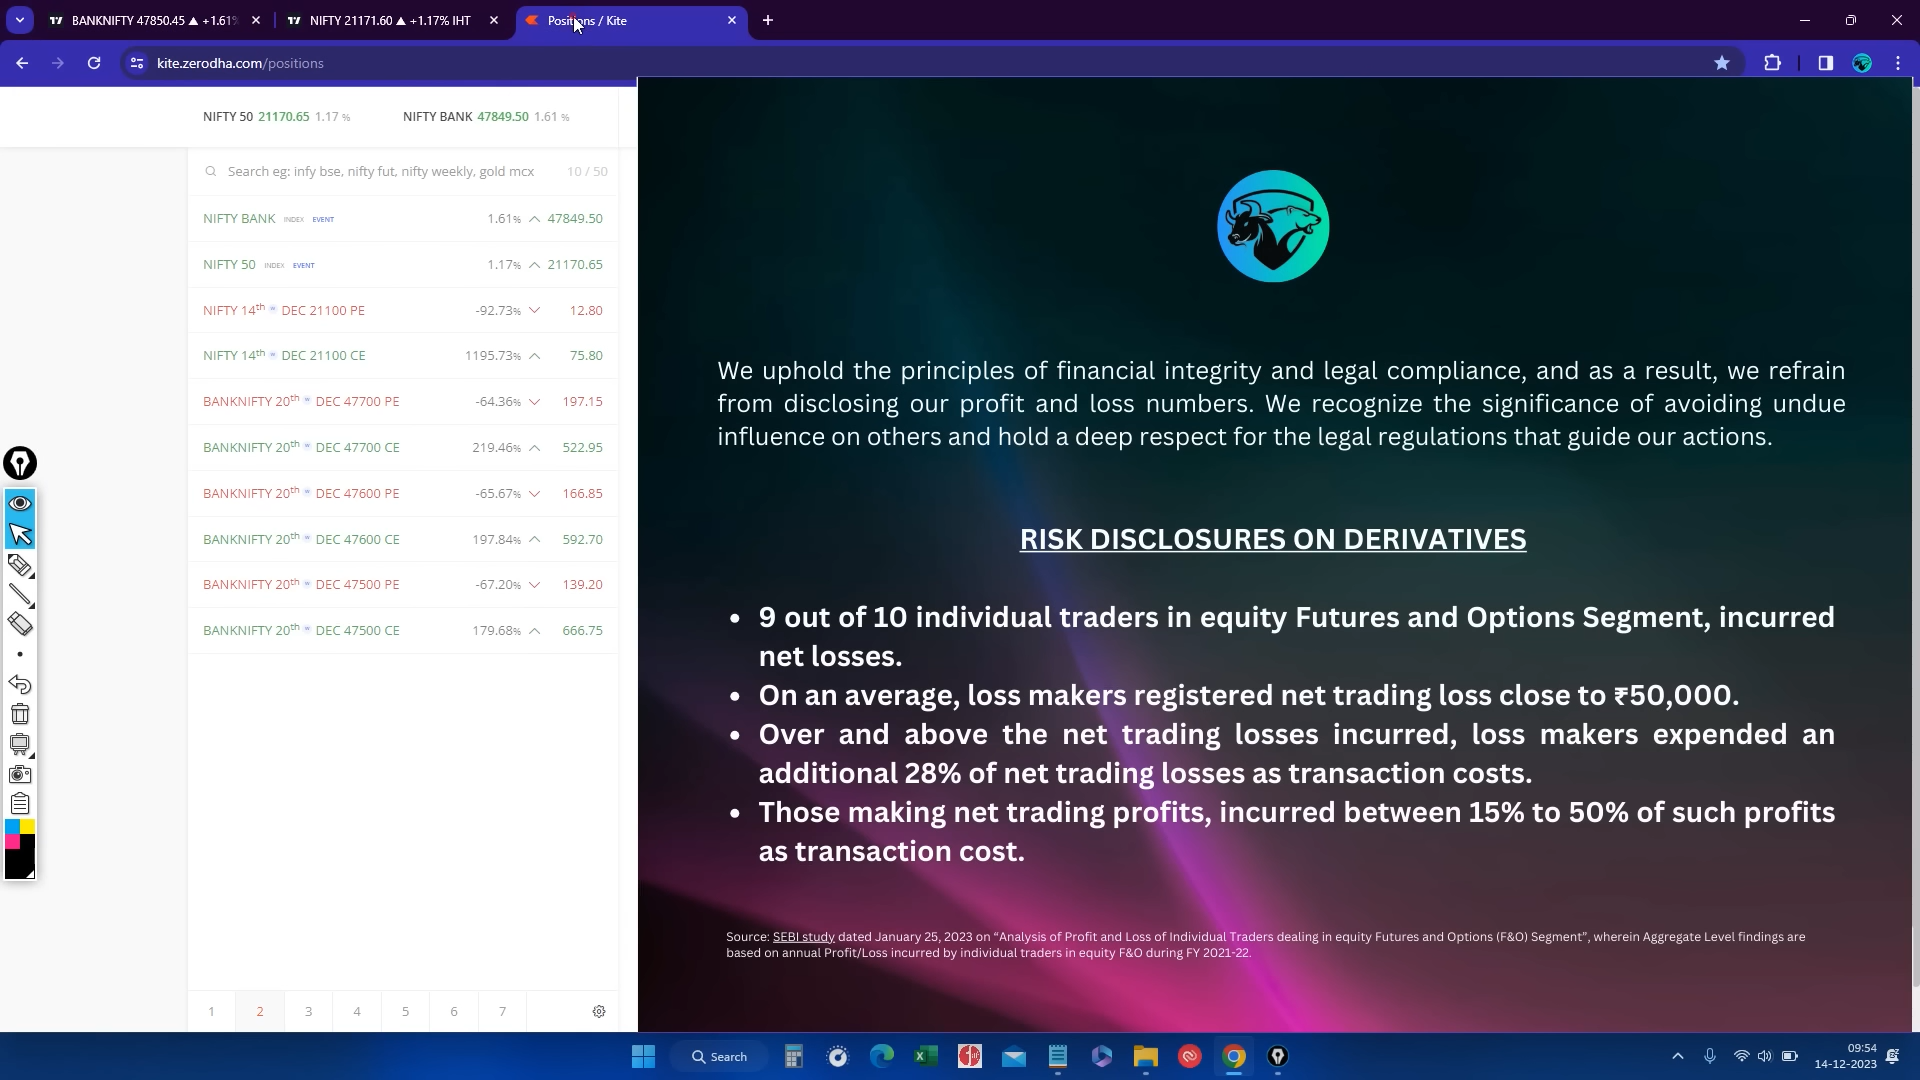 BANKNIFTY 47850.45 ▲ +1.61%
NIFTY 21171.60 ▲ +1.17% IHT
Positions / Kite
kite.zerodha.com/positions
NIFTY 50 21170.65 1.17 %
NIFTY BANK 47849.50 1.61 %
Search eg: infy bse, nifty fut, nifty weekly, gold mcx 10 / 50
NIFTY BANK INDEX EVENT 1.61% 47849.50
NIFTY 50 INDEX EVENT 1.17% 21170.65
NIFTY 14th w DEC 21100 PE -92.73% 12.80
NIFTY 14th w DEC 21100 CE 1195.73% 75.80
BANKNIFTY 20th w DEC 47700 PE -64.36% 197.15
BANKNIFTY 20th w DEC 47700 CE 219.46% 522.95
BANKNIFTY 20th w DEC 47600 PE -65.67% 166.85
BANKNIFTY 20th w DEC 47600 CE 197.84% 592.70
BANKNIFTY 20th w DEC 47500 PE -67.20% 139.20
BANKNIFTY 20th w DEC 47500 CE 179.68% 666.75
1 2 3 4 5 6 7
We uphold the principles of financial integrity and legal compliance, and as a result, we refrain
from disclosing our profit and loss numbers. We recognize the significance of avoiding undue
influence on others and hold a deep respect for the legal regulations that guide our actions.
RISK DISCLOSURES ON DERIVATIVES
• 9 out of 10 individual traders in equity Futures and Options Segment, incurred
net losses.
• On an average, loss makers registered net trading loss close to ₹50,000.
• Over and above the net trading losses incurred, loss makers expended an
additional 28% of net trading losses as transaction costs.
• Those making net trading profits, incurred between 15% to 50% of such profits
as transaction cost.
Source: SEBI study dated January 25, 2023 on “Analysis of Profit and Loss of Individual Traders dealing in equity Futures and Options (F&O) Segment”, wherein Aggregate Level findings are
based on annual Profit/Loss incurred by individual traders in equity F&O during FY 2021-22.
Search
09:54
14-12-2023